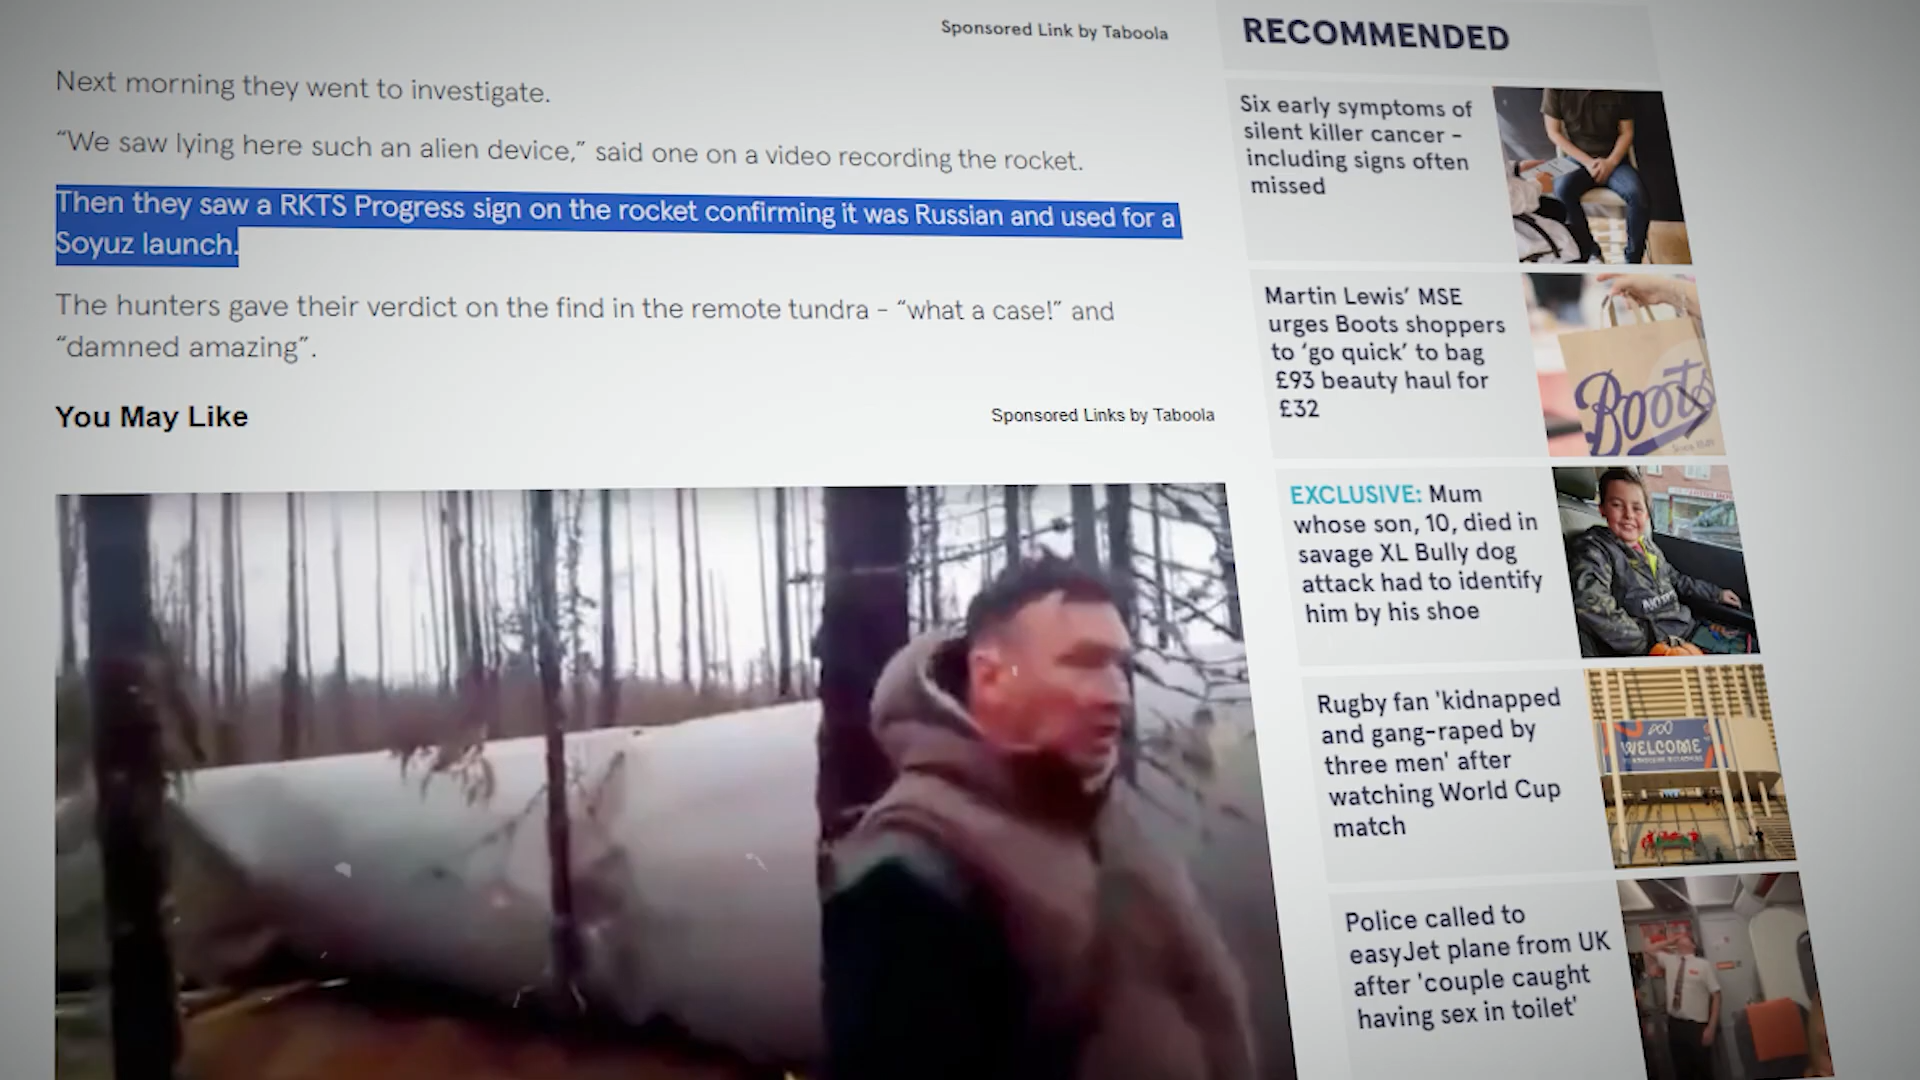 Sponsored Link by Taboola
Next morning they went to investigate.
“We saw lying here such an alien device,” said one on a video recording the rocket.
Then they saw a RKTS Progress sign on the rocket confirming it was Russian and used for a
Soyuz launch.
The hunters gave their verdict on the find in the remote tundra – “what a case!” and
“damned amazing”.
You May Like
Sponsored Links by Taboola
RECOMMENDED
Six early symptoms of
silent killer cancer –
including signs often
missed
Martin Lewis’ MSE
urges Boots shoppers
to ‘go quick’ to bag
£93 beauty haul for
£32
Boots
EXCLUSIVE: Mum
whose son, 10, died in
savage XL Bully dog
attack had to identify
him by his shoe
Rugby fan 'kidnapped
and gang-raped by
three men' after
watching World Cup
match
WELCOME
Police called to
easyJet plane from UK
after 'couple caught
having sex in toilet'